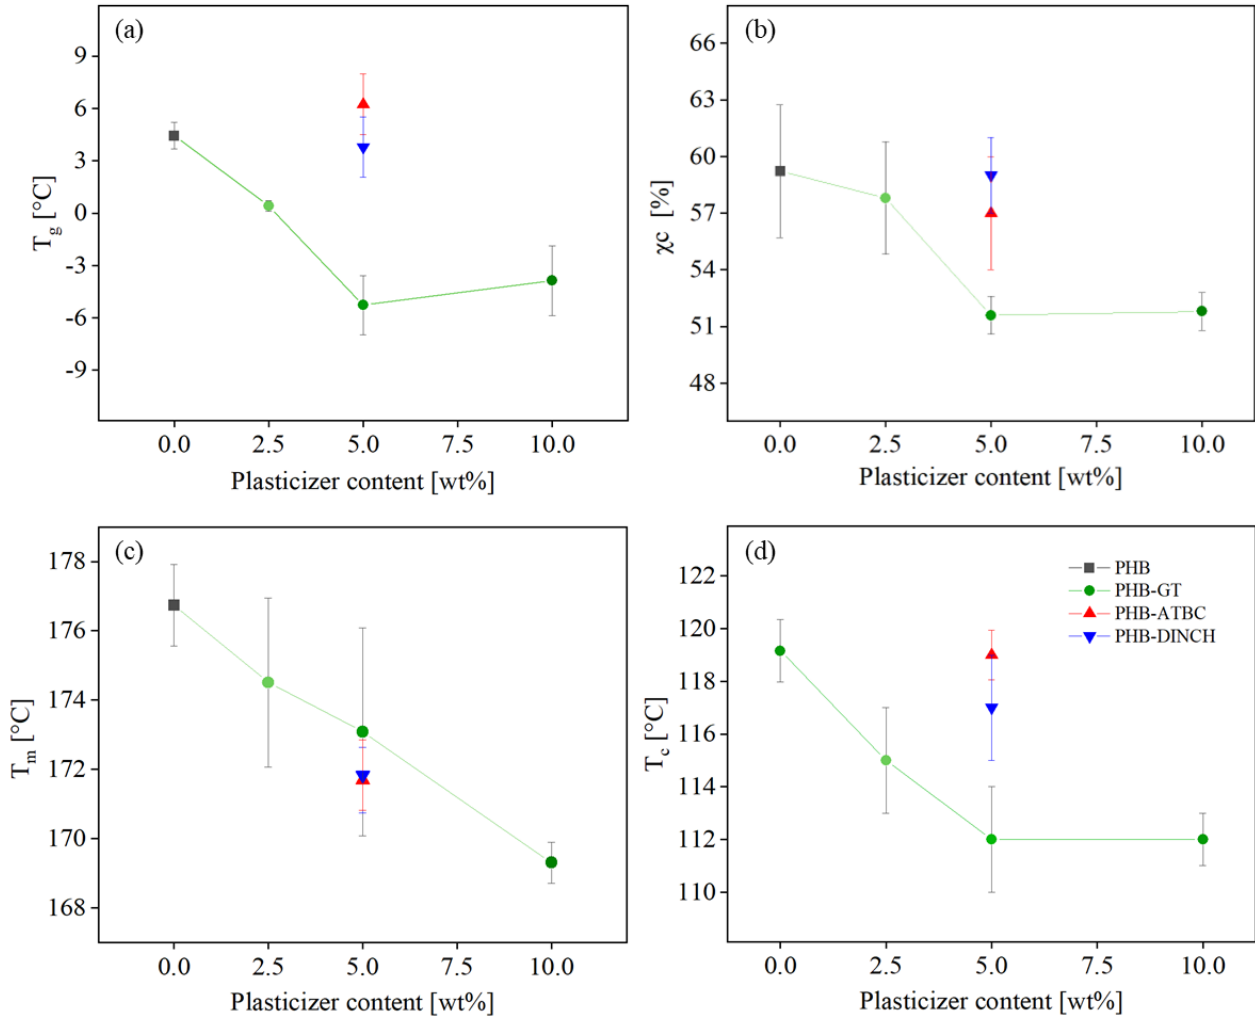 (a)
9
6
3
0
-3
-6
-9
T_g [°C]
0.0 2.5 5.0 7.5 10.0
Plasticizer content [wt%]
(b)
66
63
60
57
54
51
48
χc [%]
0.0 2.5 5.0 7.5 10.0
Plasticizer content [wt%]
(c)
178
176
174
172
170
168
T_m [°C]
0.0 2.5 5.0 7.5 10.0
Plasticizer content [wt%]
(d)
122
120
118
116
114
112
110
T_c [°C]
PHB
PHB-GT
PHB-ATBC
PHB-DINCH
0.0 2.5 5.0 7.5 10.0
Plasticizer content [wt%]